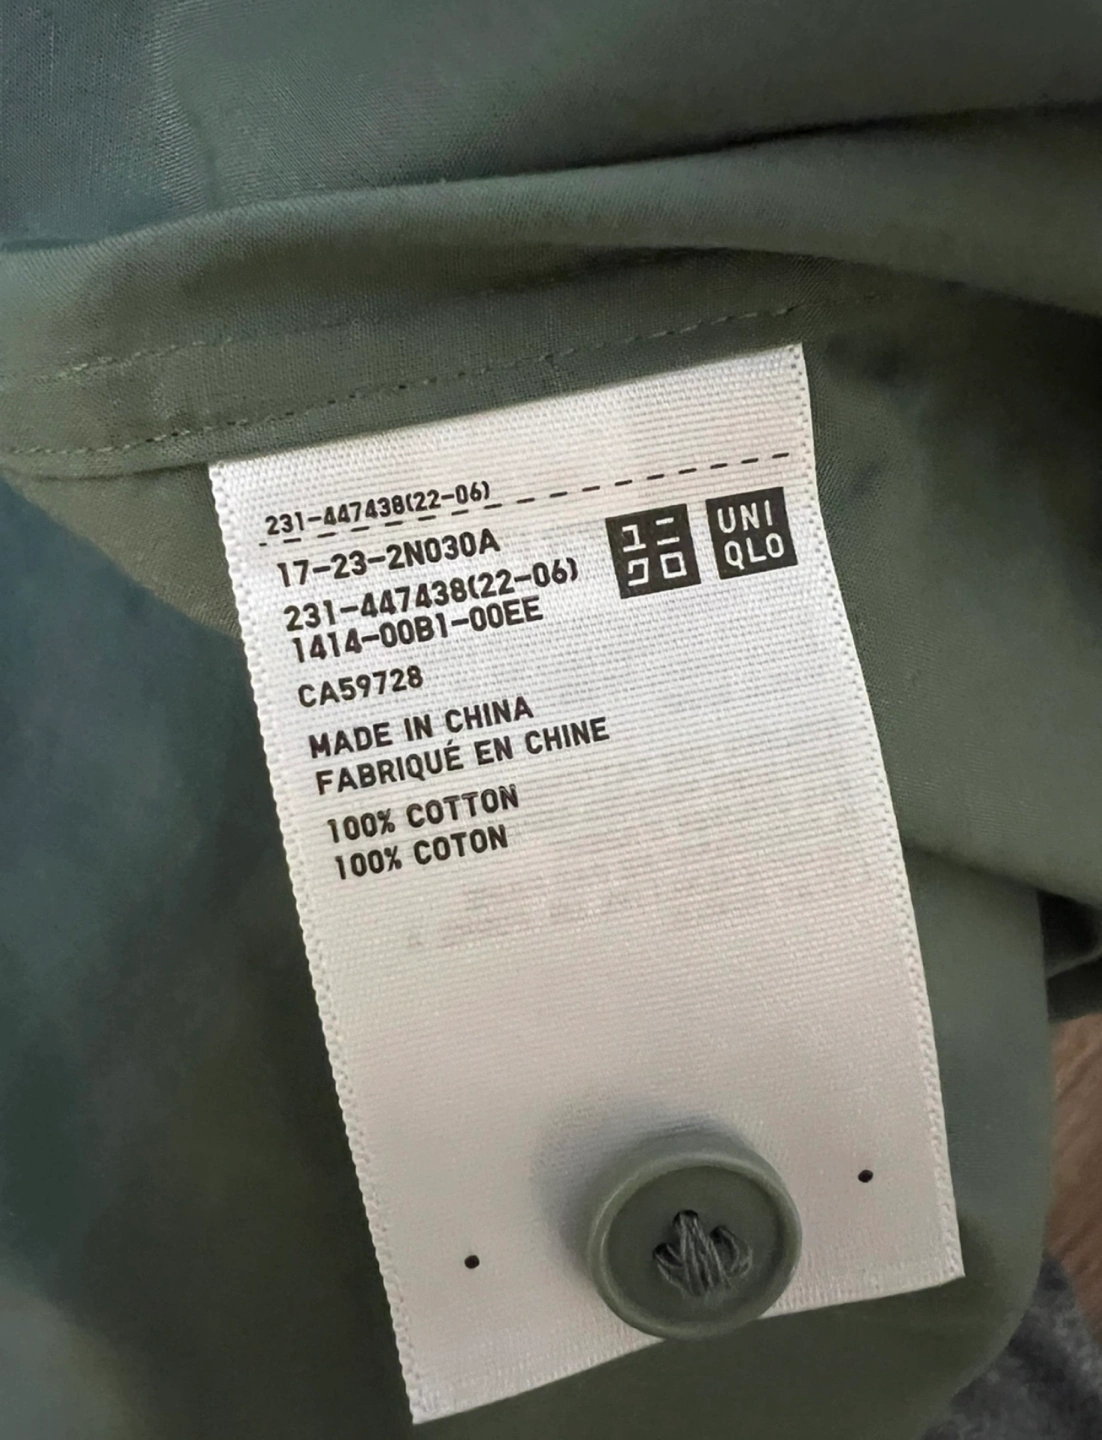 231-447438(22-06)
17-23-2N030A
231-447438(22-06)
1414-00B1-00EE
CA59728
MADE IN CHINA
FABRIQUÉ EN CHINE
100% COTTON
100% COTON
ユニ
クロ
UNI
QLO